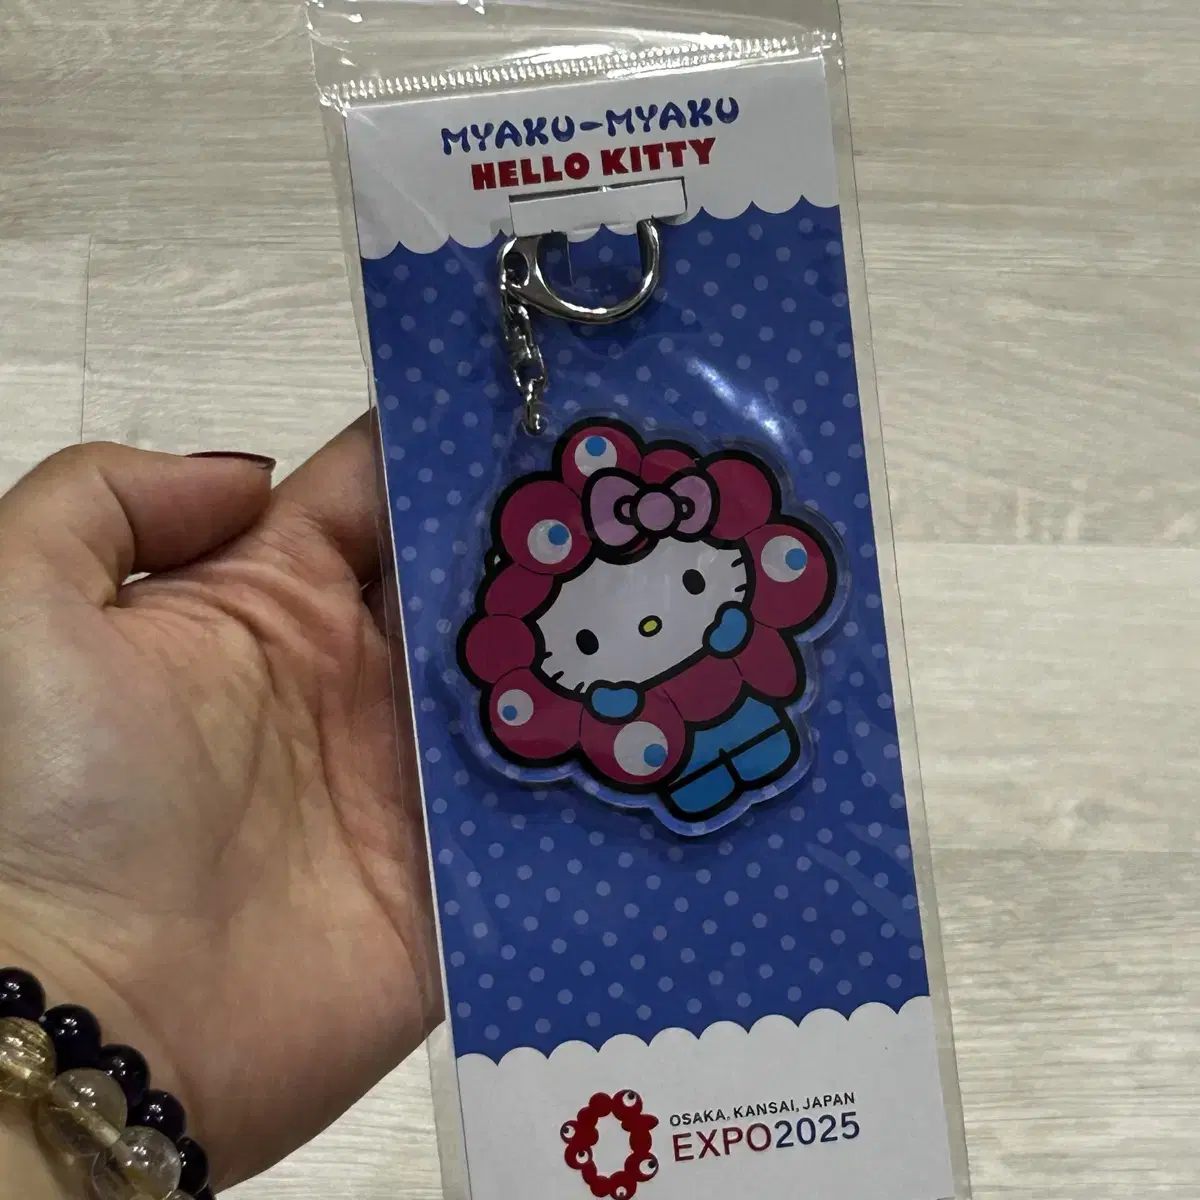 MYAKU-MYAKU
HELLO KITTY
OSAKA, KANSAI, JAPAN
EXPO2025